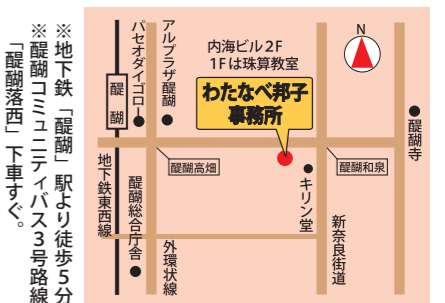 ※地下鉄「醍醐」駅より徒歩5分
※醍醐コミュニティバス3号路線
「醍醐落西」下車すぐ。
N
内海ビル2F
1Fは珠算教室
わたなべ邦子
事務所
アルプラザ醍醐
パセオダイゴロー
醍醐
醍醐寺
醍醐高畑
醍醐和泉
キリン堂
新奈良街道
外環状線
醍醐総合庁舎
地下鉄東西線